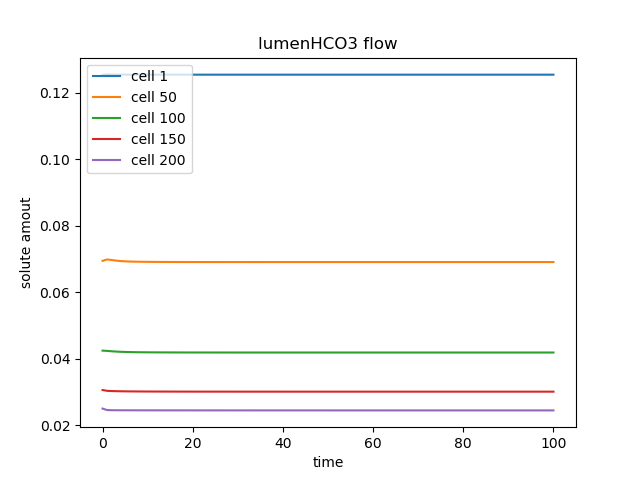 lumenHCO3 flow
cell 1
cell 50
cell 100
cell 150
cell 200
solute amout
0.12
0.10
0.08
0.06
0.04
0.02
0 20 40 60 80 100
time